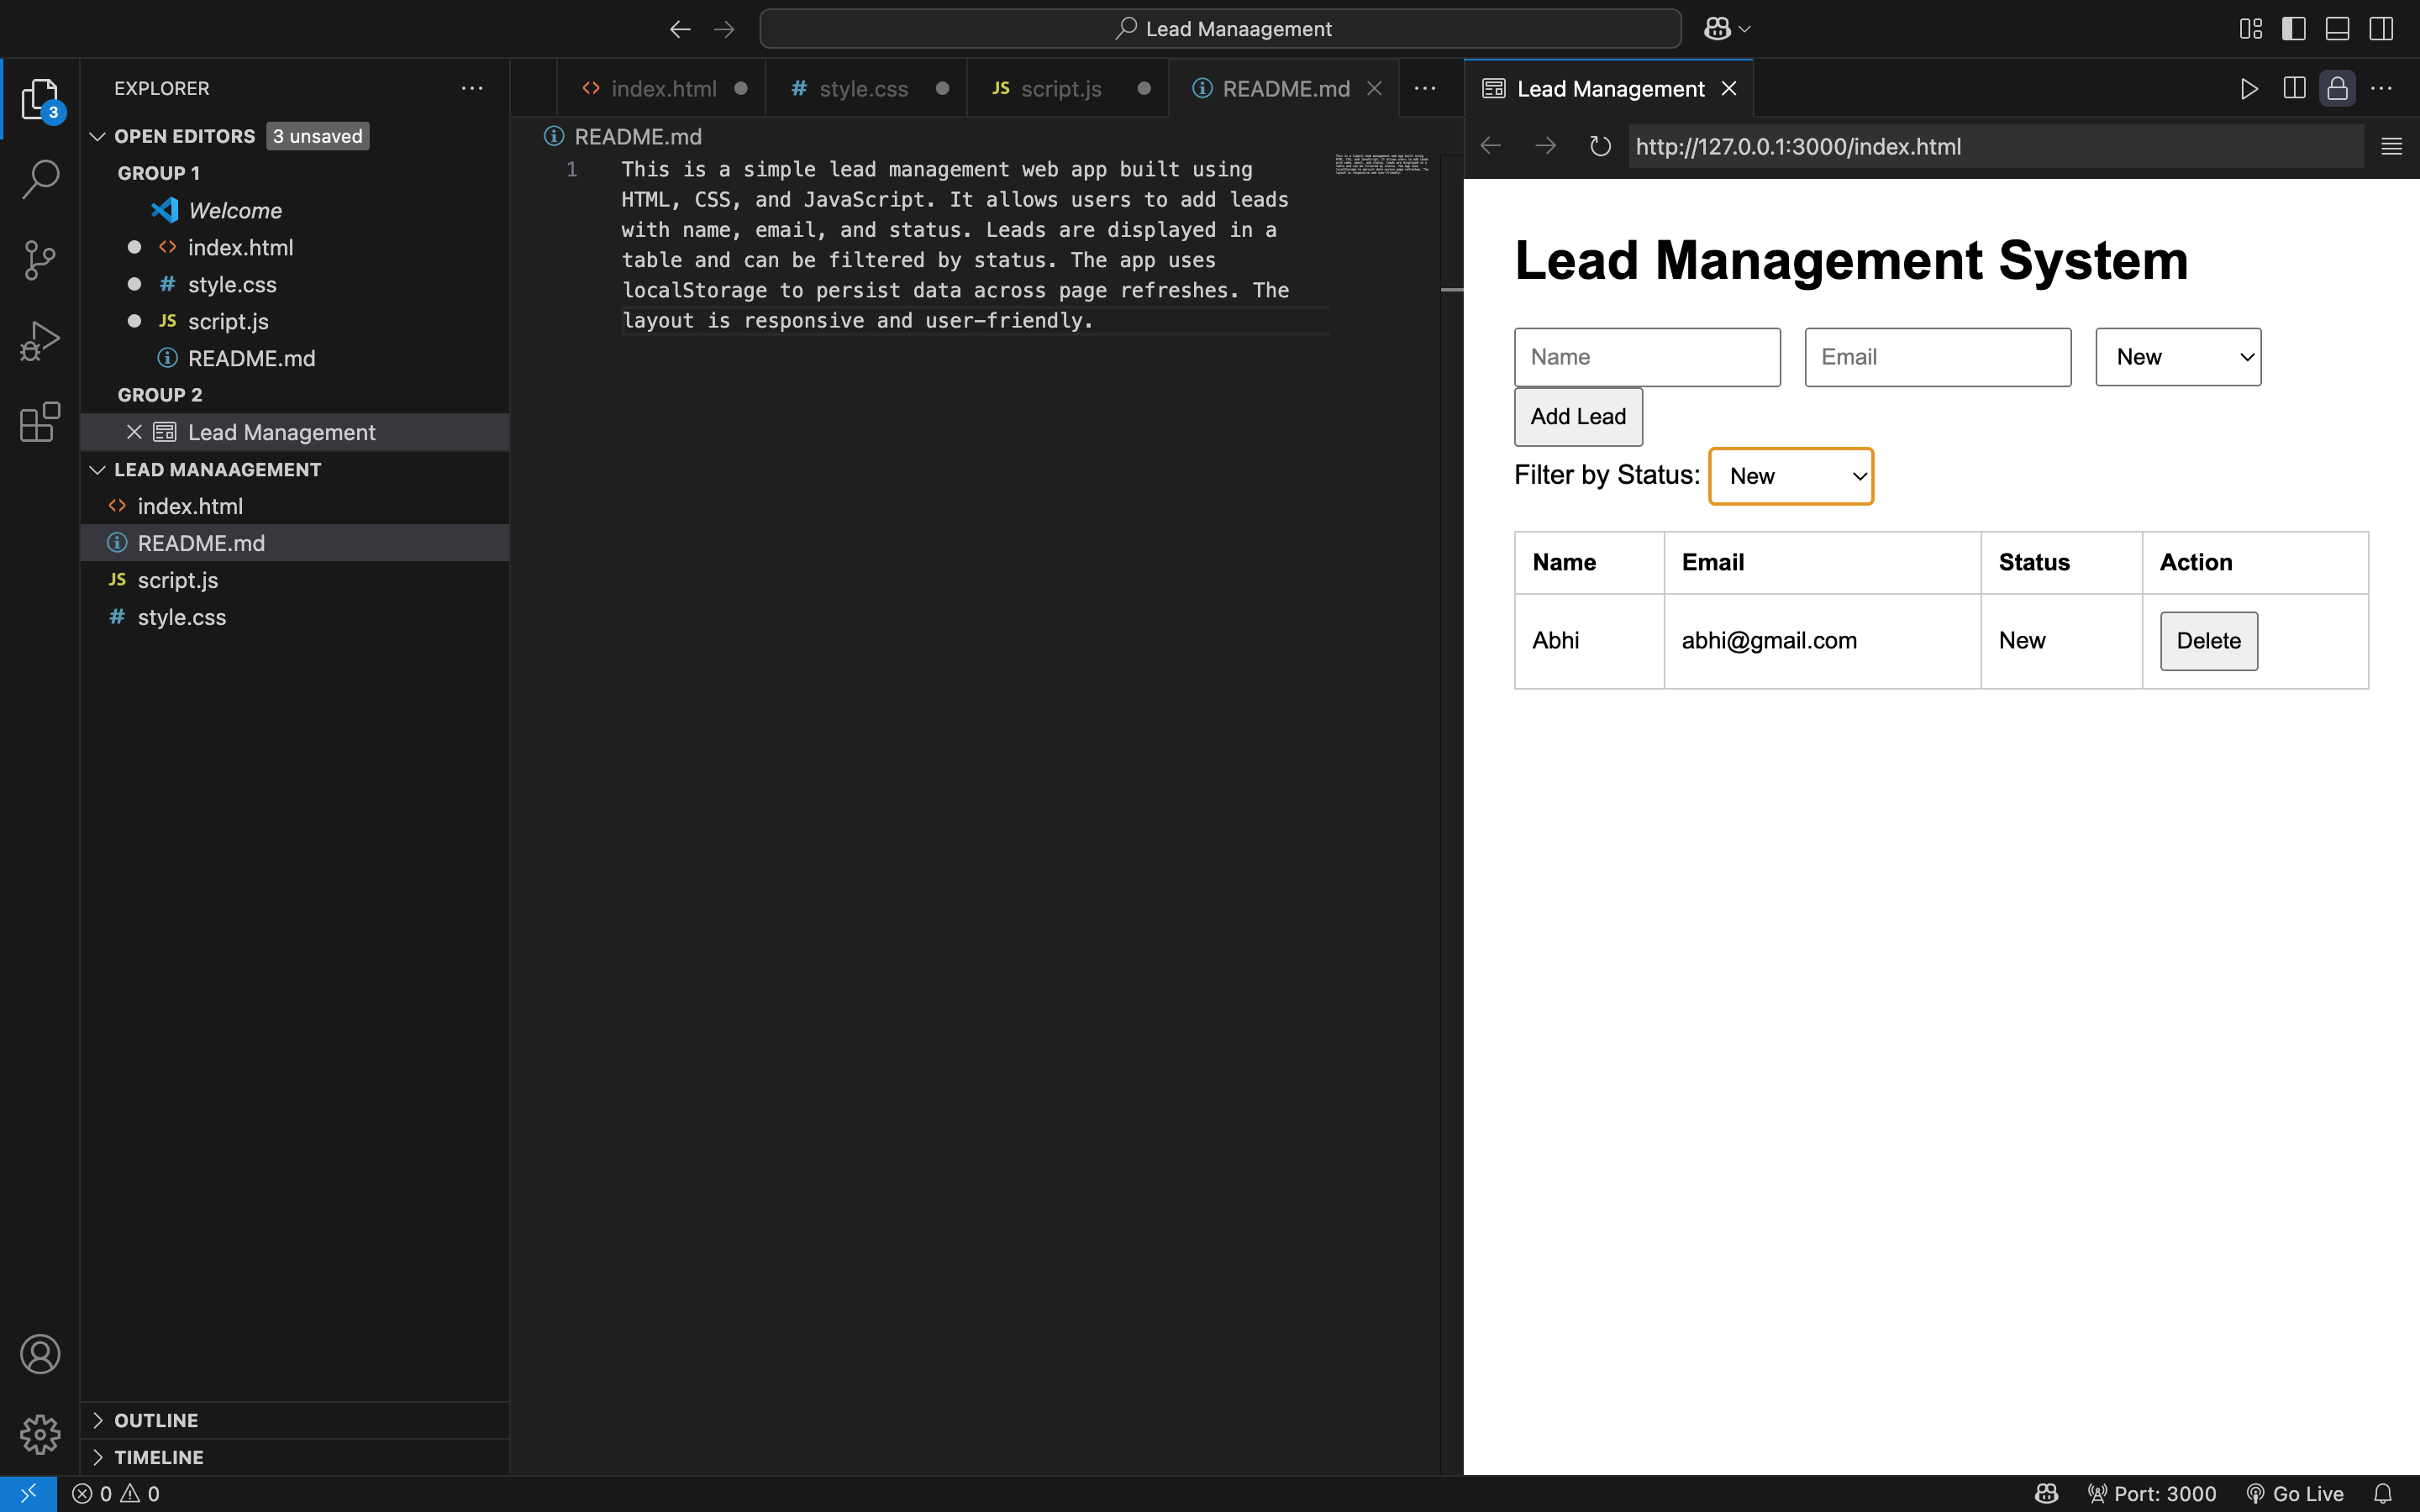 Lead Manaagement
EXPLORER
OPEN EDITORS 3 unsaved
GROUP 1
Welcome
index.html
style.css
script.js
README.md
GROUP 2
Lead Management
LEAD MANAAGEMENT
index.html
README.md
JS script.js
# style.css
OUTLINE
TIMELINE
index.html
# style.css
JS script.js
README.md
README.md
1 This is a simple lead management web app built using
HTML, CSS, and JavaScript. It allows users to add leads
with name, email, and status. Leads are displayed in a
table and can be filtered by status. The app uses
localStorage to persist data across page refreshes. The
layout is responsive and user-friendly.
Lead Management
http://127.0.0.1:3000/index.html
Lead Management System
Name Email New
Add Lead
Filter by Status: New
Name Email Status Action
Abhi abhi@gmail.com New Delete
3
0 0
Port: 3000 Go Live